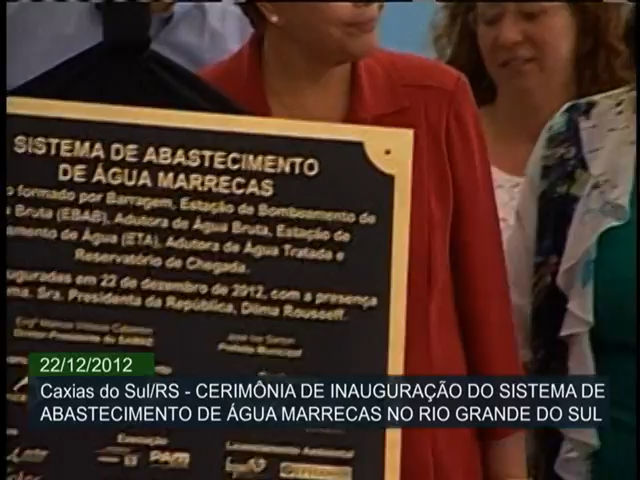 SISTEMA DE ABASTECIMENTO
DE ÁGUA MARRECAS
o formado por Barragem, Estação de Bombeamento de
Bruta (EBAB), Adutora de Água Bruta, Estação de
amento de Água (ETA), Adutora de Água Tratada e
Reservatório de Chegada.
uguradas em 22 de dezembro de 2012, com a presença
ma. Sra. Presidenta da República, Dilma Rousseff.
Prefeito Municipal
22/12/2012
Caxias do Sul/RS - CERIMÔNIA DE INAUGURAÇÃO DO SISTEMA DE
ABASTECIMENTO DE ÁGUA MARRECAS NO RIO GRANDE DO SUL
Execução